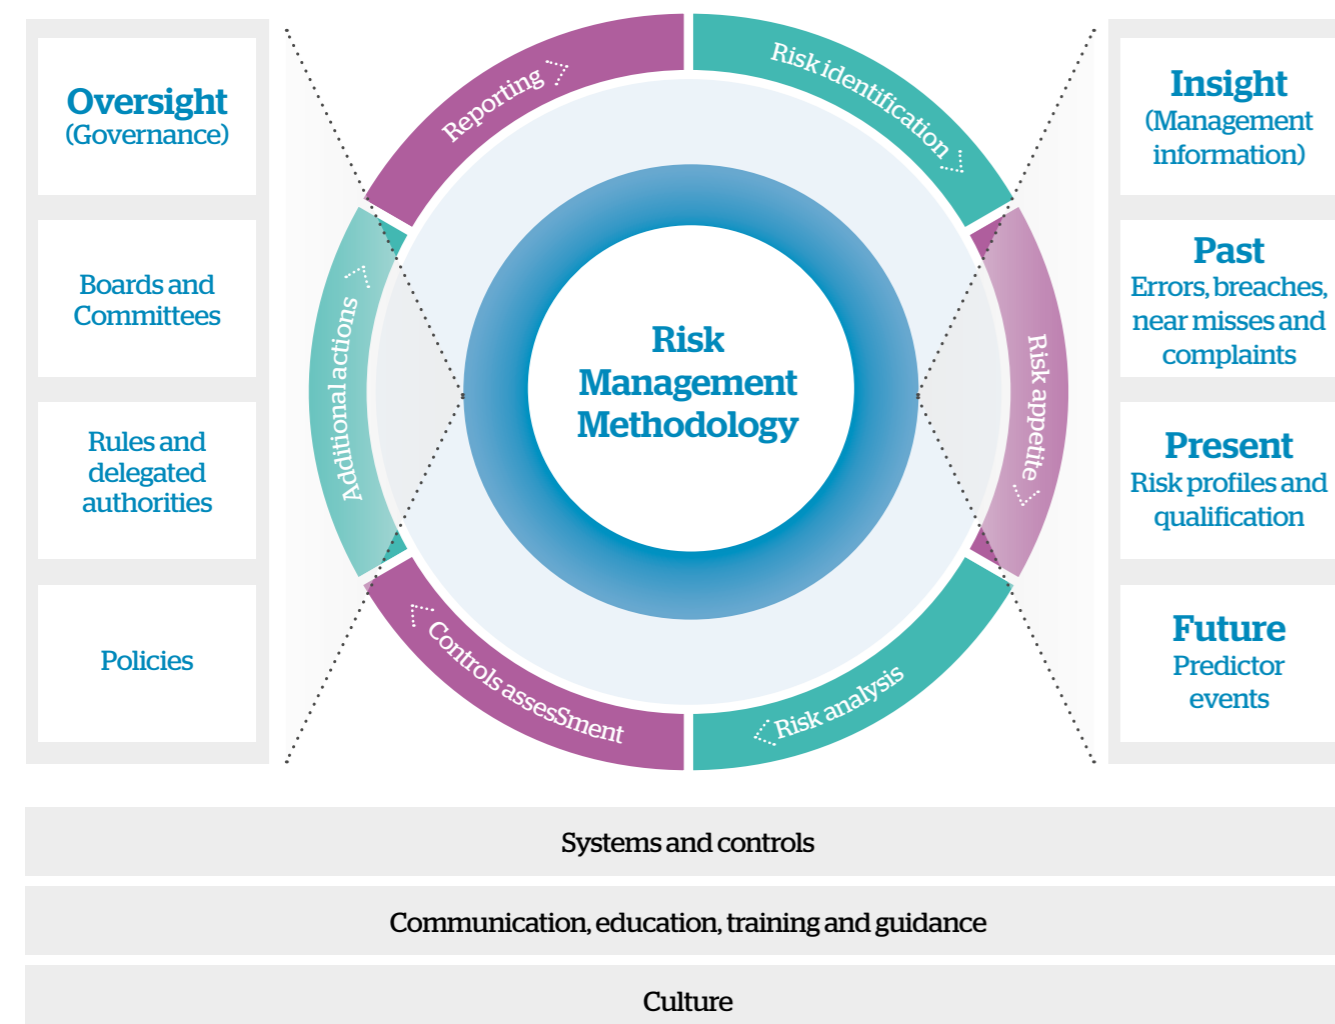 Oversight
(Governance)
Boards and
Committees
Rules and
delegated
authorities
Policies
Reporting
Risk identification
Additional actions
Risk
Management
Methodology
Risk appetite
Controls assesSment
Risk analysis
Insight
(Management
information)
Past
Errors, breaches,
near misses and
complaints
Present
Risk profiles and
qualification
Future
Predictor
events
Systems and controls
Communication, education, training and guidance
Culture